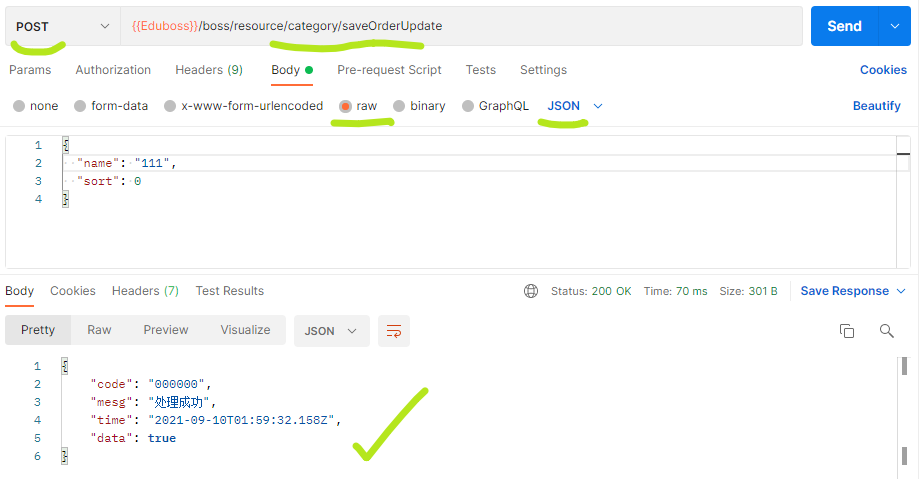 POST {{Eduboss}}/boss/resource/category/saveOrderUpdate Send
Params Authorization Headers (9) Body Pre-request Script Tests Settings Cookies
none form-data x-www-form-urlencoded raw binary GraphQL JSON Beautify
1 {
2 "name": "111",
3 "sort": 0
4 }
Body Cookies Headers (7) Test Results Status: 200 OK Time: 70 ms Size: 301 B Save Response
Pretty Raw Preview Visualize JSON
1 {
2 "code": "000000",
3 "mesg": "处理成功",
4 "time": "2021-09-10T01:59:32.158Z",
5 "data": true
6 }